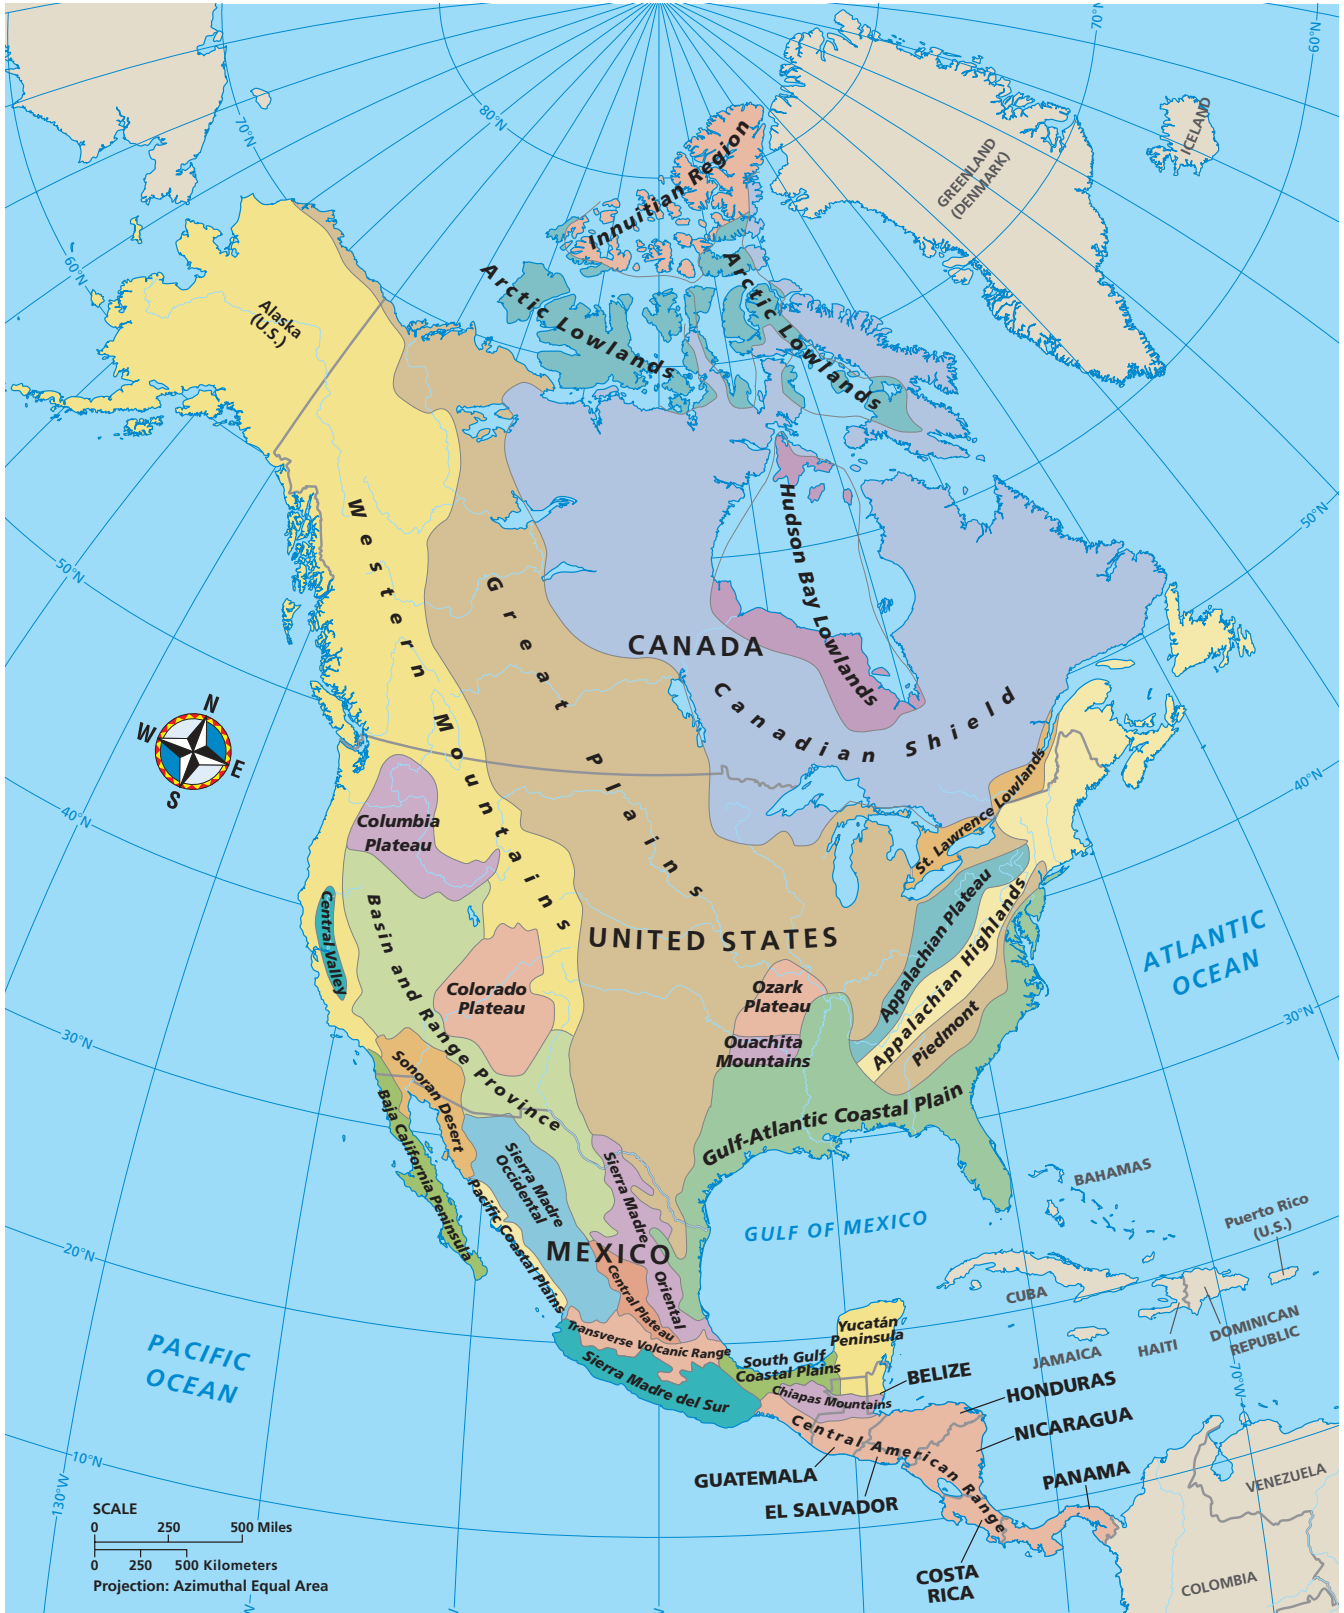 70°N
60°N
80°N
70°N
60°N
ICELAND
GREENLAND
(DENMARK)
Innuitian Region
Arctic Lowlands
Arctic Lowlands
Alaska
(U.S.)
Western Mountains
Great Plains
Hudson Bay Lowlands
50°N
50°N
CANADA
Canadian Shield
N
W
E
S
St. Lawrence Lowlands
40°N
40°N
Columbia
Plateau
Central Valley
Basin and Range Province
UNITED STATES
Appalachian Plateau
Appalachian Highlands
Piedmont
ATLANTIC
OCEAN
Colorado
Plateau
Ozark
Plateau
Ouachita
Mountains
30°N
30°N
Sonoran Desert
Baja California Peninsula
Gulf-Atlantic Coastal Plain
Sierra Madre
Occidental
Sierra Madre
Oriental
Pacific Coastal Plains
MEXICO
Central Plateau
GULF OF MEXICO
BAHAMAS
Puerto Rico
(U.S.)
20°N
CUBA
DOMINICAN
REPUBLIC
HAITI
JAMAICA
Yucatán
Peninsula
Transverse Volcanic Range
South Gulf
Coastal Plains
Sierra Madre del Sur
Chiapas Mountains
PACIFIC
OCEAN
BELIZE
HONDURAS
NICARAGUA
70°W
Central American Range
GUATEMALA
EL SALVADOR
PANAMA
VENEZUELA
COSTA
RICA
COLOMBIA
10°N
130°W
SCALE
0 250 500 Miles
0 250 500 Kilometers
Projection: Azimuthal Equal Area